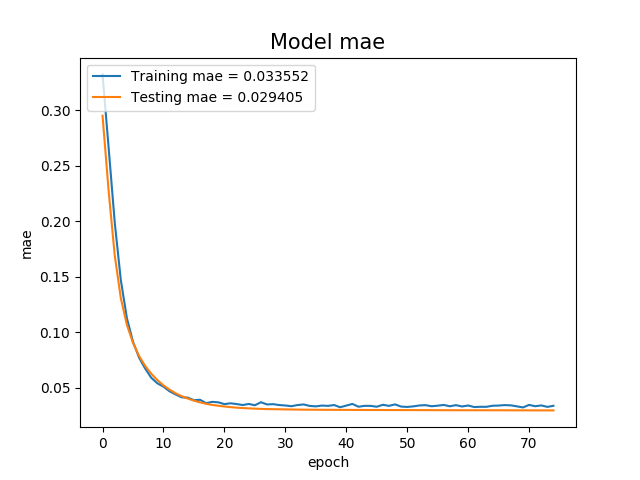 Model mae
Training mae = 0.033552
Testing mae = 0.029405
0.30
0.25
0.20
0.15
0.10
0.05
mae
0 10 20 30 40 50 60 70
epoch